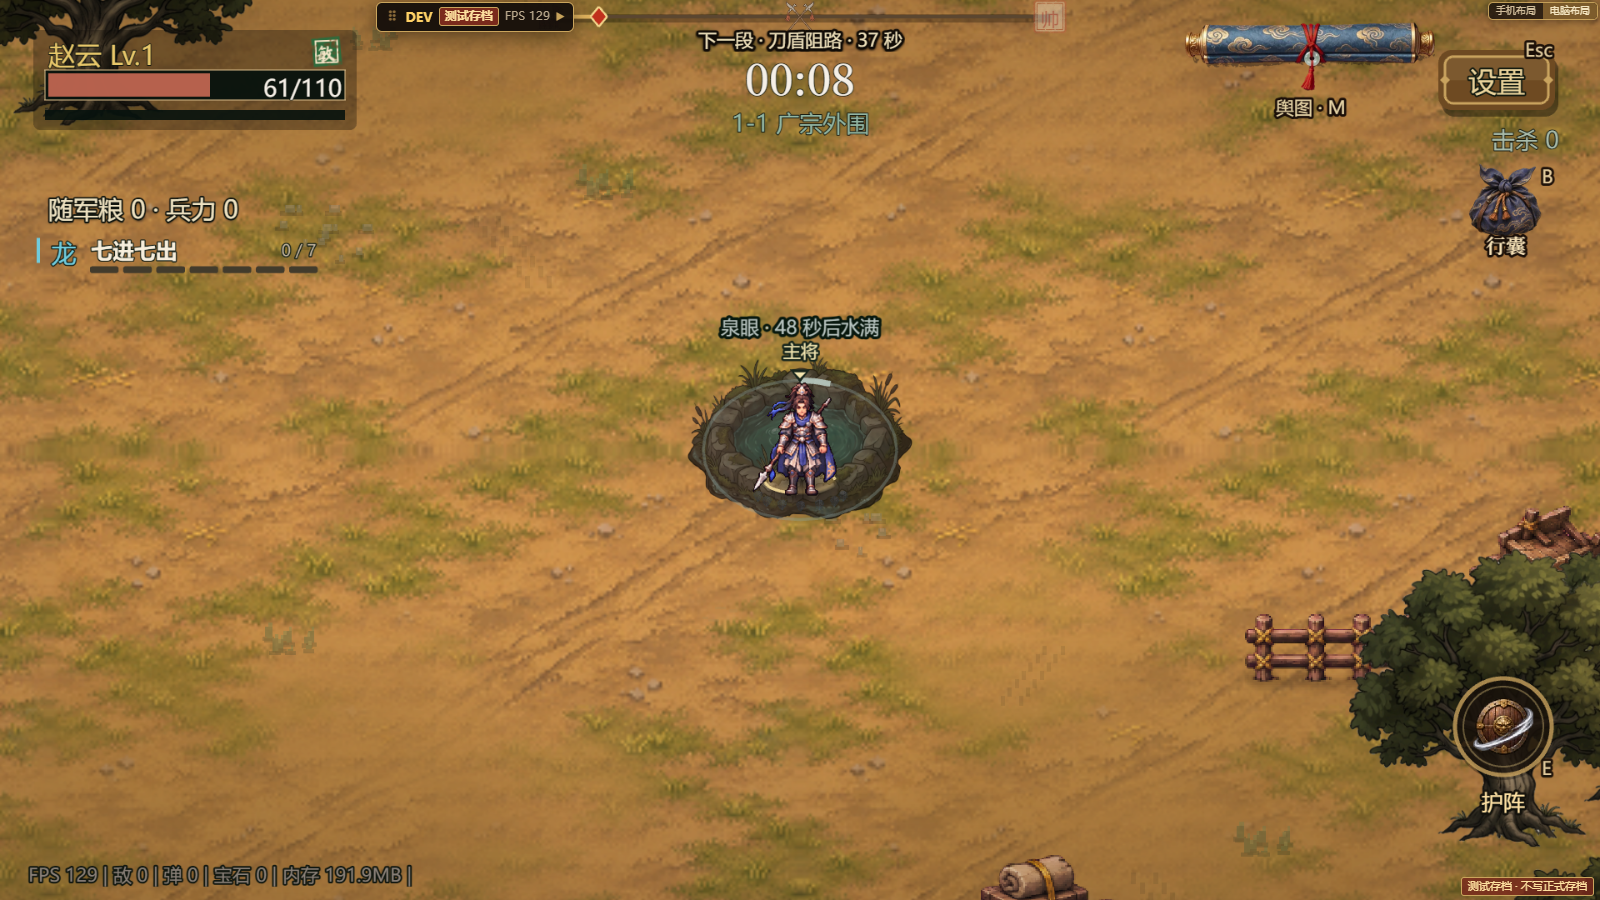 DEV 测试存档 FPS 129 ▶
帅
手机布局 电脑布局
赵云 Lv.1 敏
61/110
下一段·刀盾阻路·37 秒
00:08
1-1 广宗外围
舆图·M
Esc
设置
击杀 0
B
行囊
随军粮 0·兵力 0
龙 七进七出 0/7
泉眼·48 秒后水满
主将
E
护阵
FPS 129 | 敌 0 | 弹 0 | 宝石 0 | 内存 191.9MB |
测试存档·不写正式存档